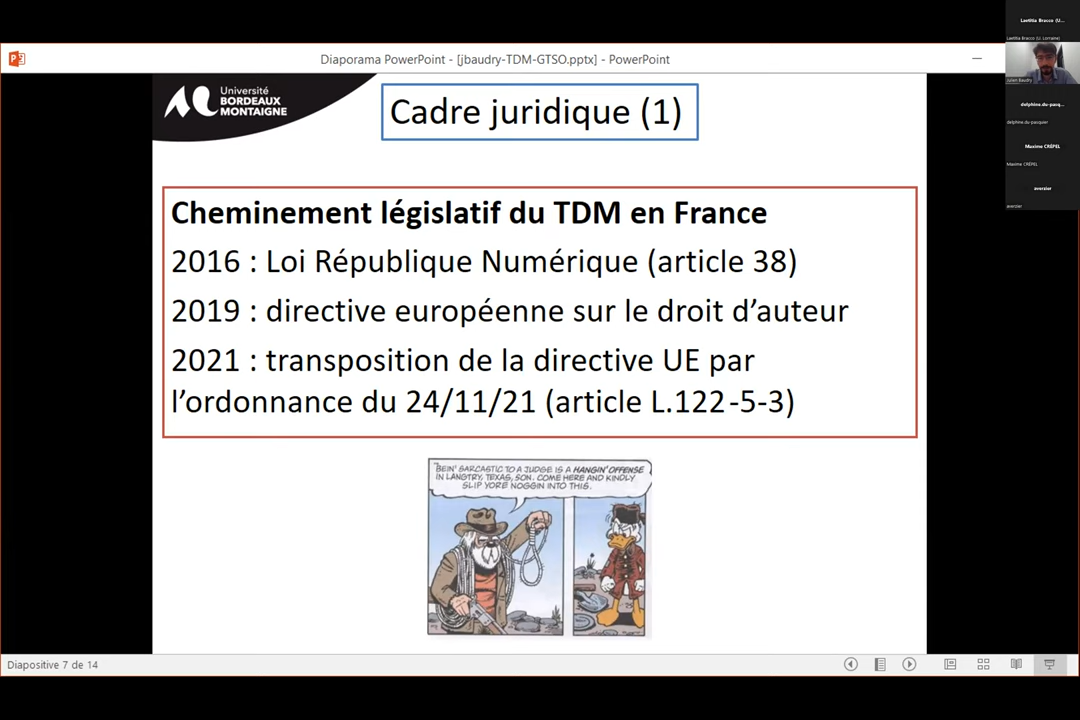 Diaporama PowerPoint - [jbaudry-TDM-GTSO.pptx] - PowerPoint
Université
BORDEAUX
MONTAIGNE
Cadre juridique (1)
Cheminement législatif du TDM en France
2016 : Loi République Numérique (article 38)
2019 : directive européenne sur le droit d’auteur
2021 : transposition de la directive UE par
l’ordonnance du 24/11/21 (article L.122-5-3)
"BEIN' SARCASTIC TO A JUDGE IS A HANGIN' OFFENSE
IN LANGTRY, TEXAS, SON. COME HERE AND KINDLY
SLIP YORE NOGGIN INTO THIS.
Diapositive 7 de 14
Laetitia Bracco (U...
Laetitia Bracco (U. Lorraine)
Julien Baudry
delphine.du-pasq...
delphine.du-pasquier
Maxime CRÉPEL
Maxime CRÉPEL
aversier
aversier